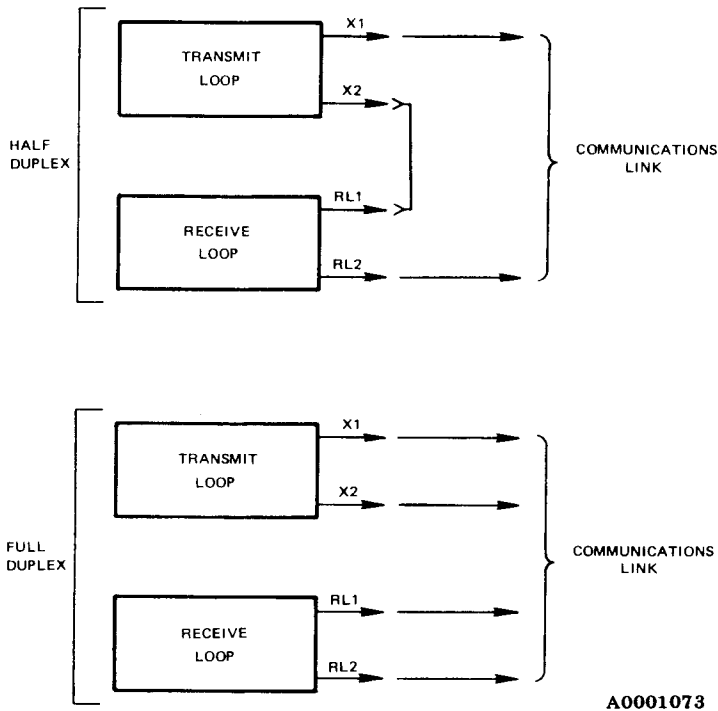 X1
TRANSMIT
LOOP
X2
HALF
DUPLEX
COMMUNICATIONS
LINK
RL1
RECEIVE
LOOP
RL2
X1
TRANSMIT
LOOP
X2
FULL
DUPLEX
COMMUNICATIONS
LINK
RL1
RECEIVE
LOOP
RL2
A0001073